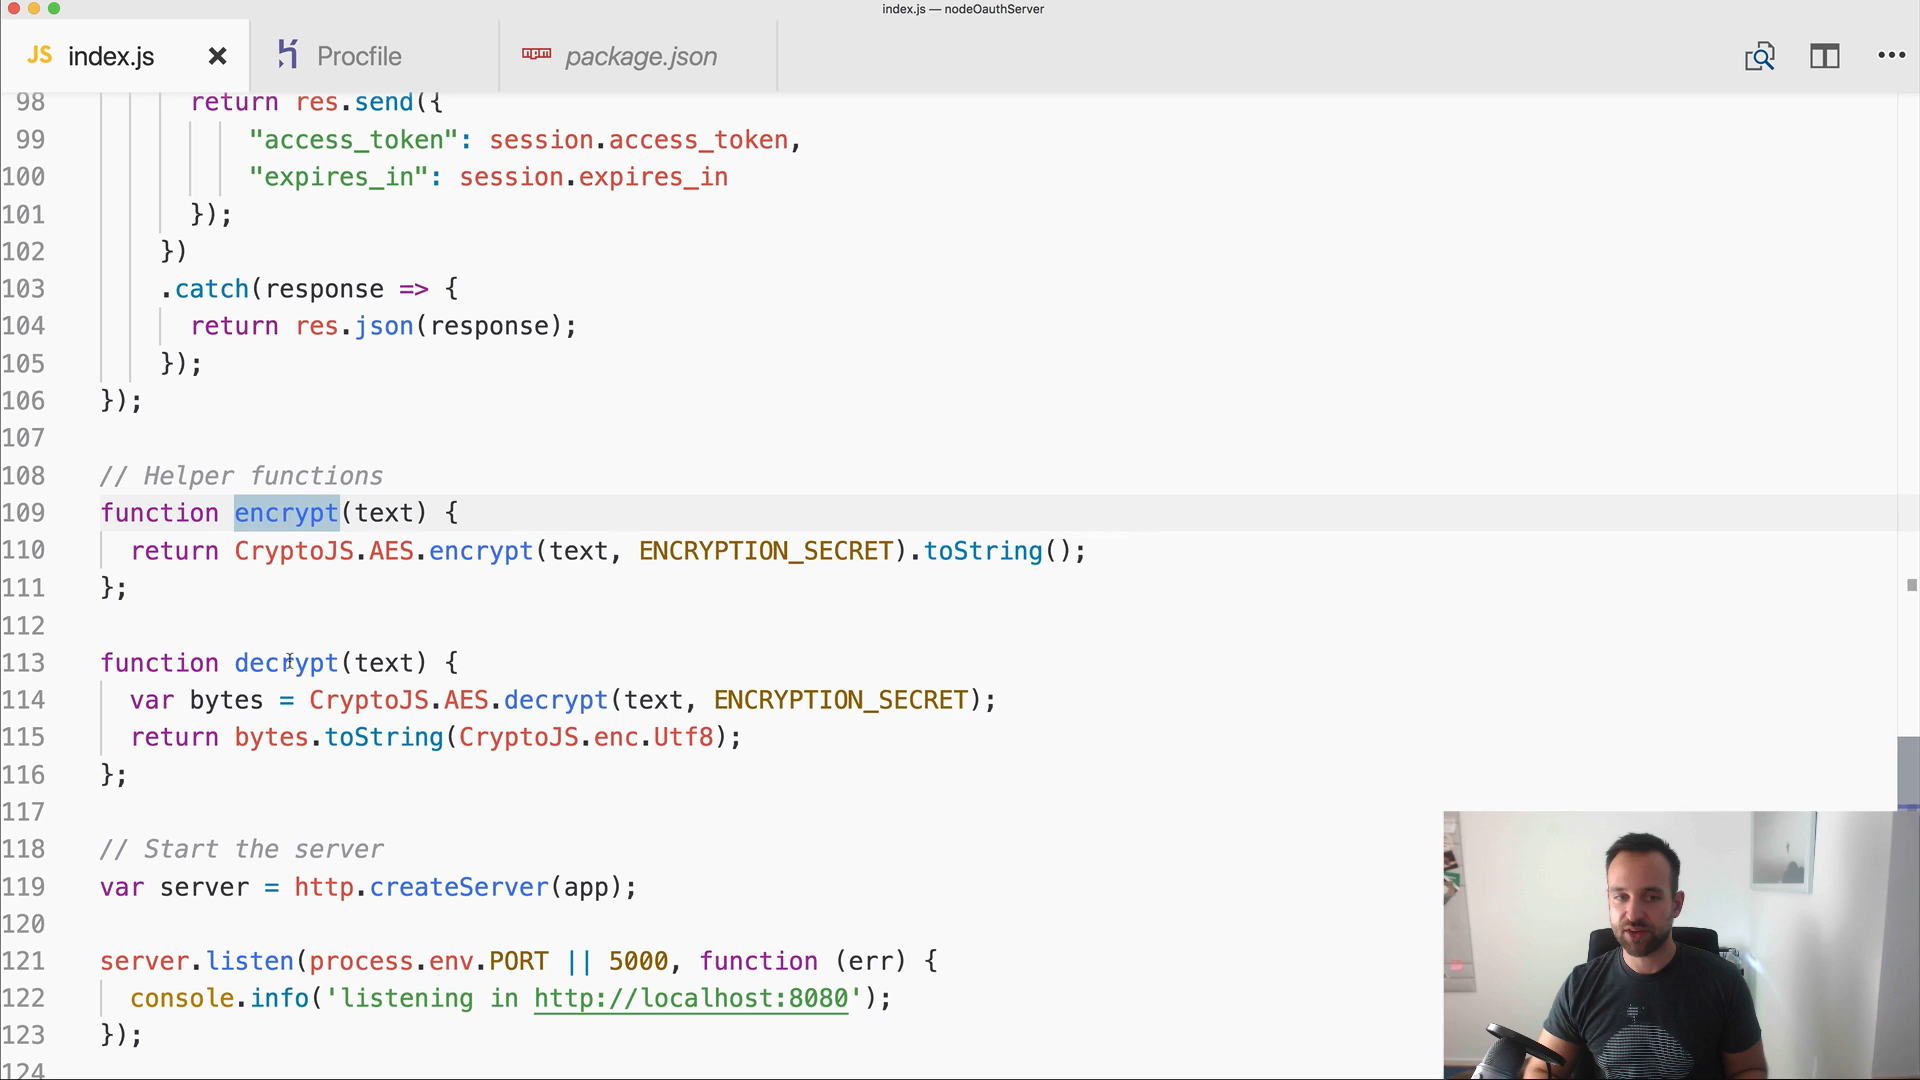 index.js — nodeOauthServer
JS index.js Procfile package.json
98 return res.send({
99 "access_token": session.access_token,
100 "expires_in": session.expires_in
101 });
102 })
103 .catch(response => {
104 return res.json(response);
105 });
106 });
107
108 // Helper functions
109 function encrypt(text) {
110 return CryptoJS.AES.encrypt(text, ENCRYPTION_SECRET).toString();
111 };
112
113 function decrypt(text) {
114 var bytes = CryptoJS.AES.decrypt(text, ENCRYPTION_SECRET);
115 return bytes.toString(CryptoJS.enc.Utf8);
116 };
117
118 // Start the server
119 var server = http.createServer(app);
120
121 server.listen(process.env.PORT || 5000, function (err) {
122 console.info('listening in http://localhost:8080');
123 });
124